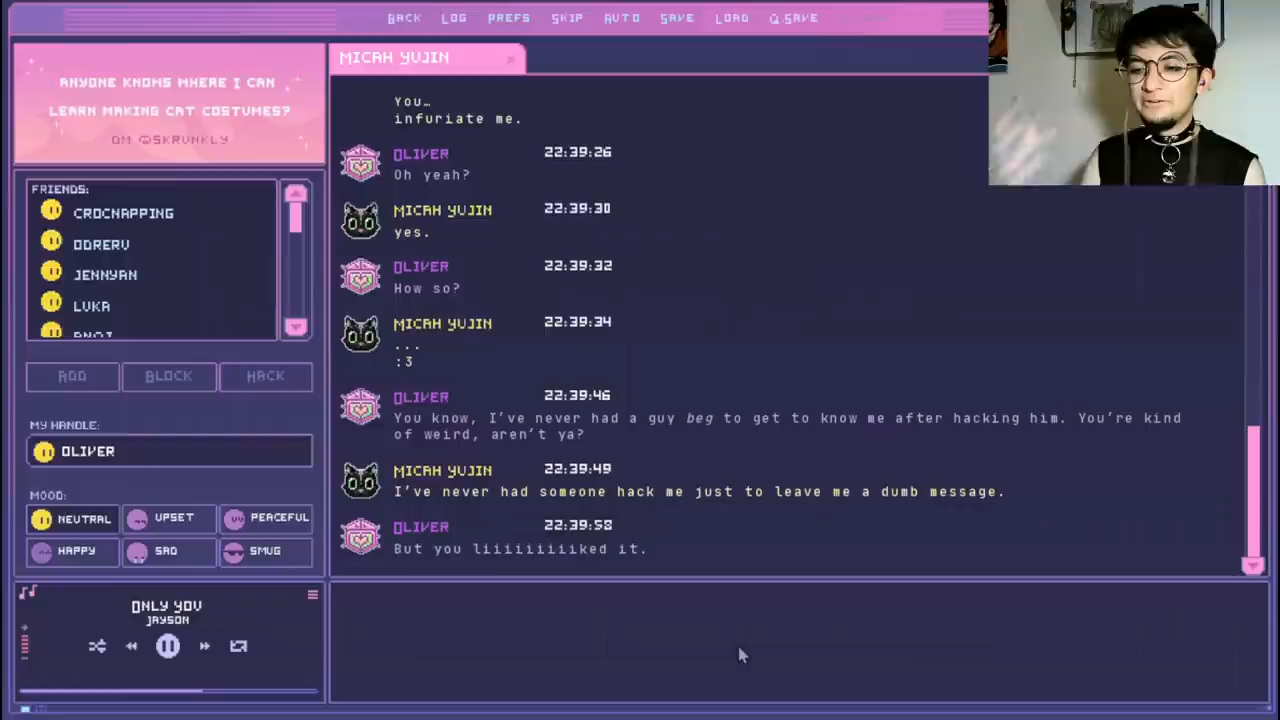 BACK LOG PREFS SKIP AUTO SAVE LOAD Q.SAVE
ANYONE KNOWS WHERE I CAN
LEARN MAKING CAT COSTUMES?
DM @SKRUNKLY
FRIENDS:
CROCNAPPING
ODRERU
JENNYAN
LUKA
ADD BLOCK HACK
MY HANDLE:
OLIVER
MOOD:
NEUTRAL UPSET PEACEFUL
HAPPY SAD SMUG
ONLY YOU
JAYSON
MICAH YUJIN x
You…
infuriate me.
OLIVER 22:39:26
Oh yeah?
MICAH YUJIN 22:39:30
yes.
OLIVER 22:39:32
How so?
MICAH YUJIN 22:39:34
...
:3
OLIVER 22:39:46
You know, I've never had a guy beg to get to know me after hacking him. You're kind
of weird, aren't ya?
MICAH YUJIN 22:39:49
I've never had someone hack me just to leave me a dumb message.
OLIVER 22:39:58
But you liiiiiiiiiked it.